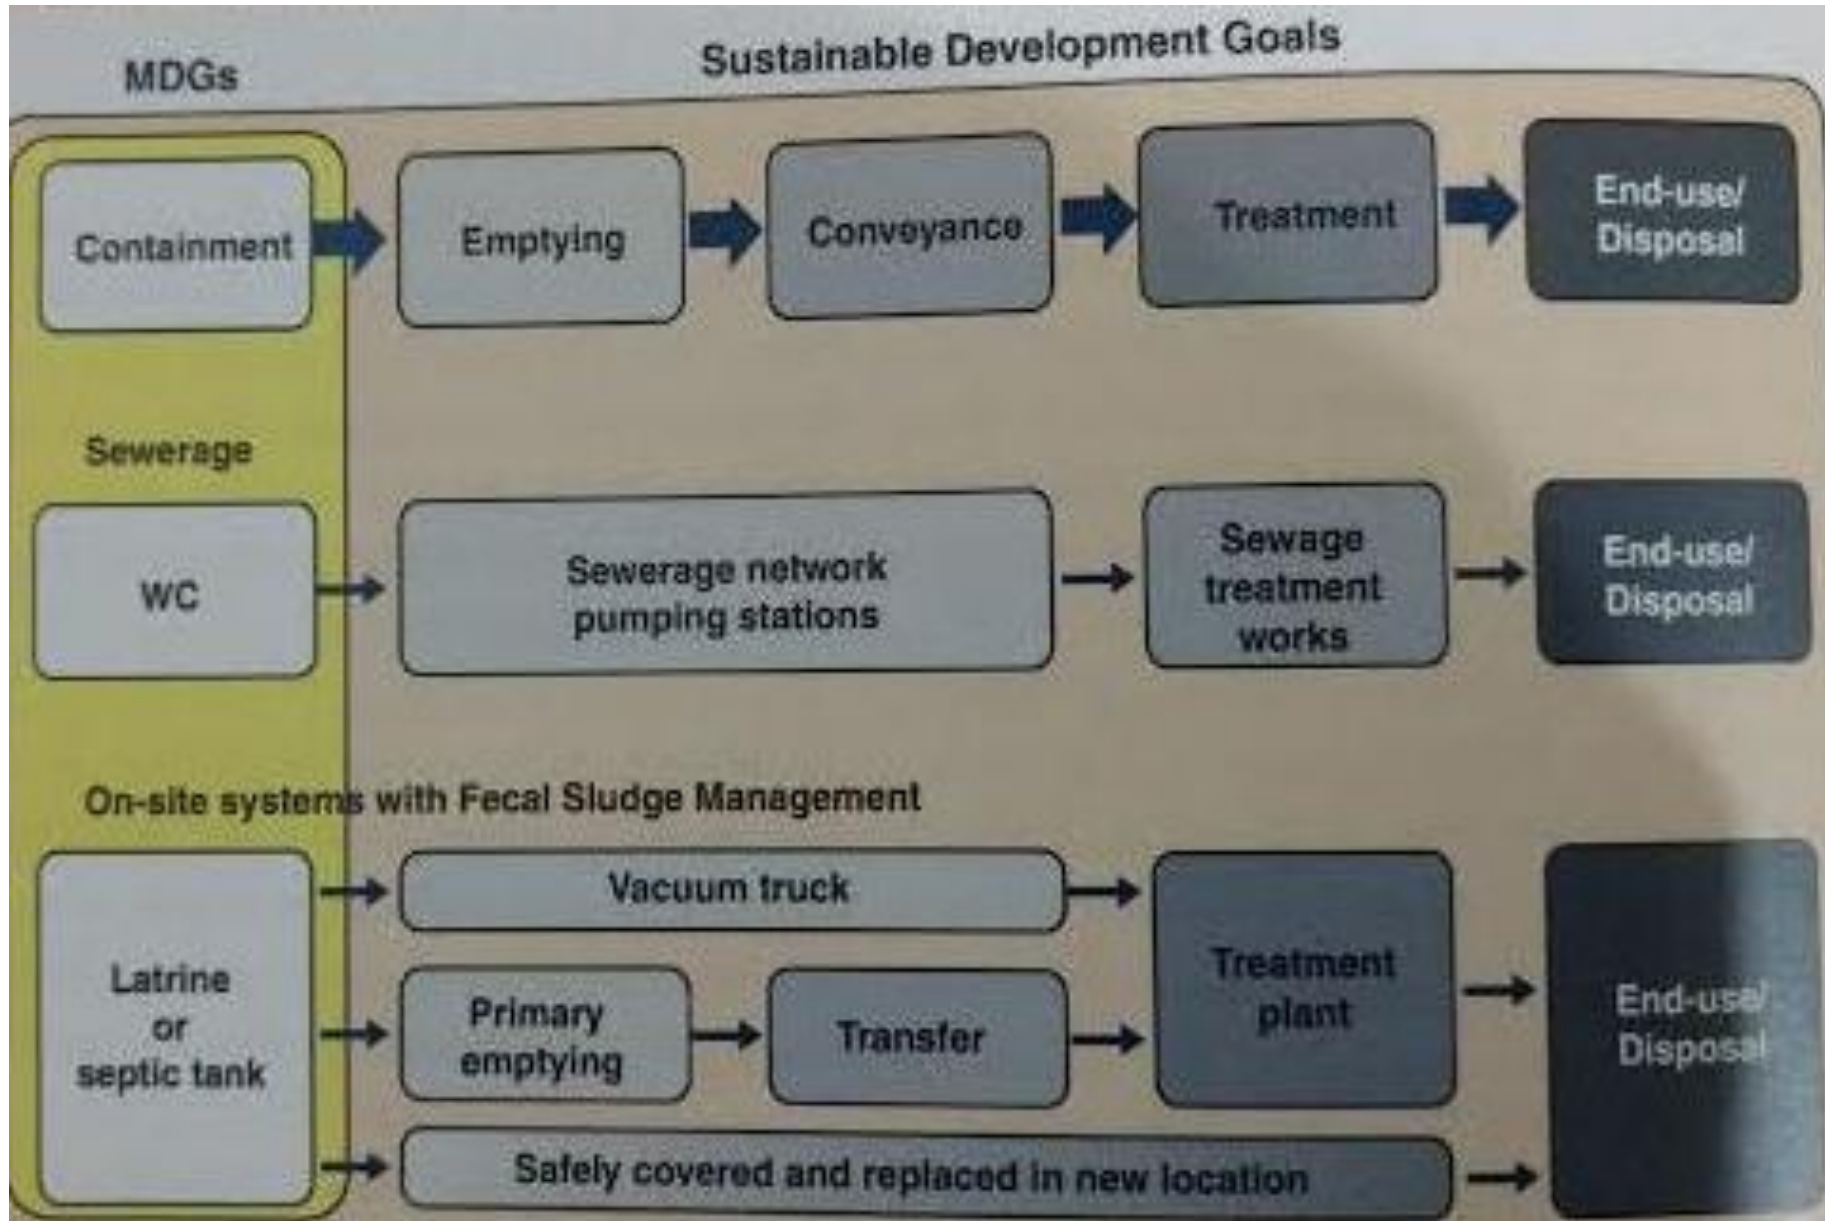 MDGs
Sustainable Development Goals
Containment
Emptying
Conveyance
Treatment
End-use/
Disposal
Sewerage
WC
Sewerage network
pumping stations
Sewage
treatment
works
End-use/
Disposal
On-site systems with Fecal Sludge Management
Latrine
or
septic tank
Vacuum truck
Primary
emptying
Transfer
Treatment
plant
Safely covered and replaced in new location
End-use/
Disposal